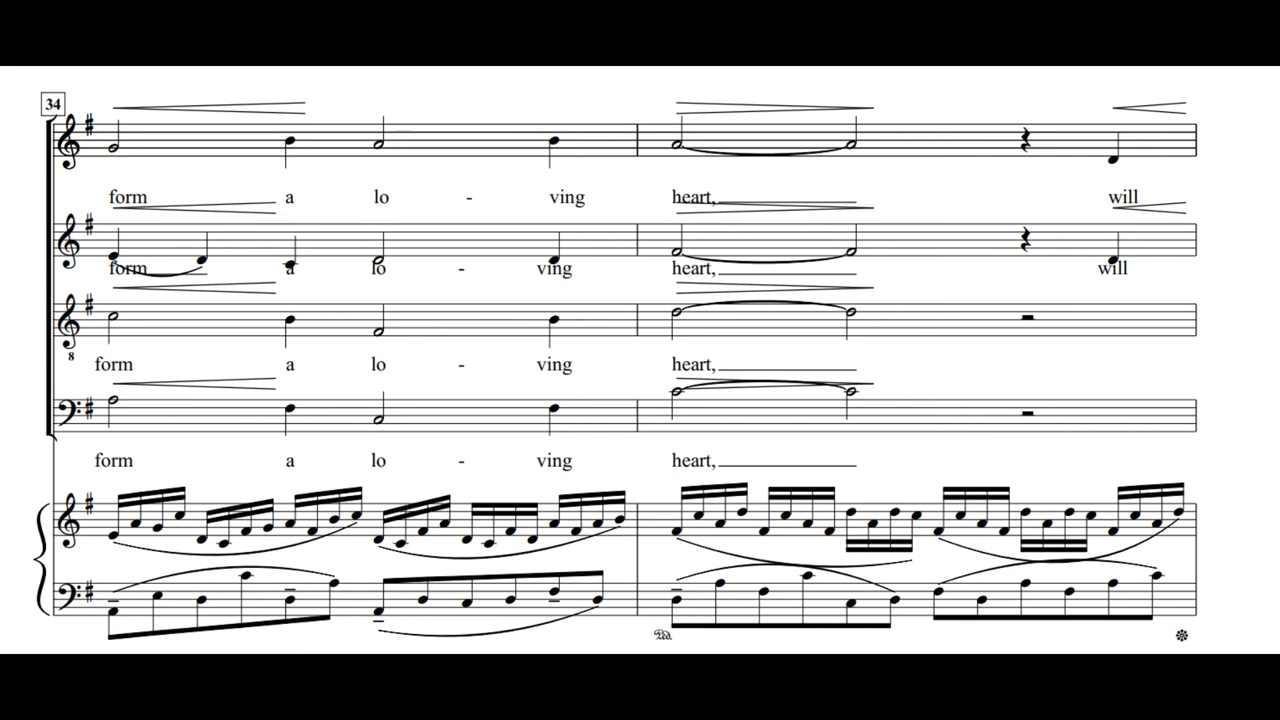 34
form a lo - ving heart, will
form a lo - ving heart, will
8
form a lo - ving heart,
form a lo - ving heart,